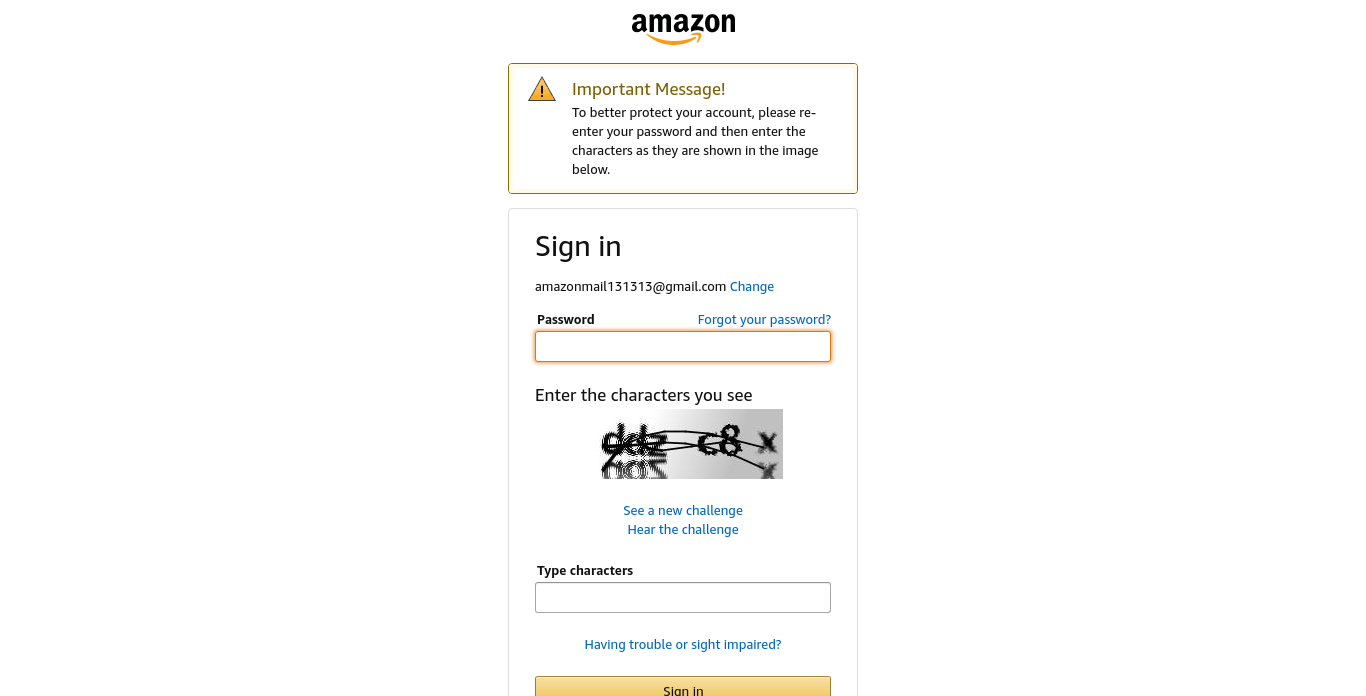 amazon
Important Message!
To better protect your account, please re-
enter your password and then enter the
characters as they are shown in the image
below.
Sign in
amazonmail131313@gmail.com Change
Password Forgot your password?
Enter the characters you see
See a new challenge
Hear the challenge
Type characters
Having trouble or sight impaired?
Sign in